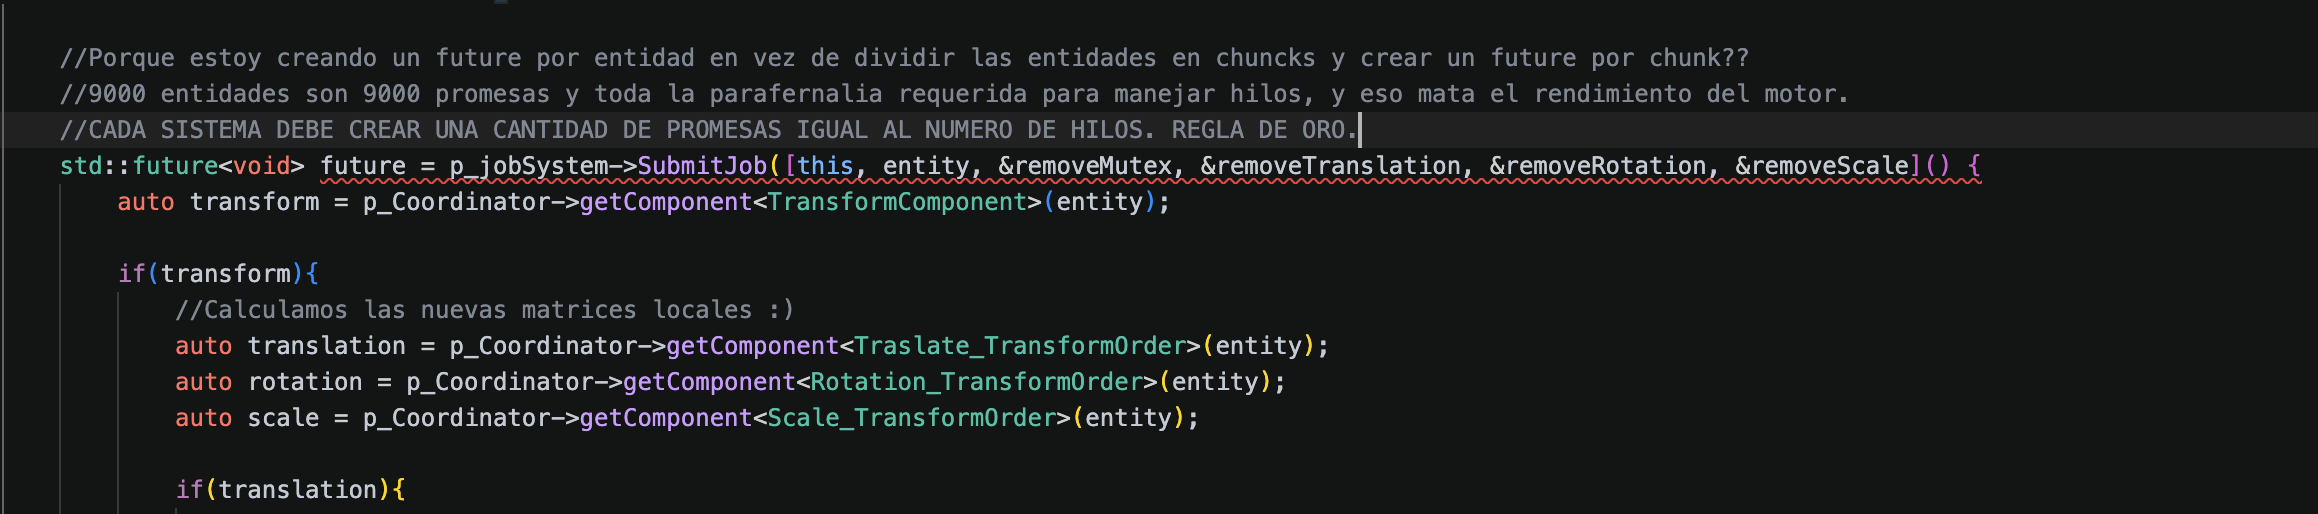 //Porque estoy creando un future por entidad en vez de dividir las entidades en chuncks y crear un future por chunk??
//9000 entidades son 9000 promesas y toda la parafernalia requerida para manejar hilos, y eso mata el rendimiento del motor.
//CADA SISTEMA DEBE CREAR UNA CANTIDAD DE PROMESAS IGUAL AL NUMERO DE HILOS. REGLA DE ORO.
std::future<void> future = p_jobSystem->SubmitJob([this, entity, &removeMutex, &removeTranslation, &removeRotation, &removeScale]() {
auto transform = p_Coordinator->getComponent<TransformComponent>(entity);
if(transform){
//Calculamos las nuevas matrices locales :)
auto translation = p_Coordinator->getComponent<Traslate_TransformOrder>(entity);
auto rotation = p_Coordinator->getComponent<Rotation_TransformOrder>(entity);
auto scale = p_Coordinator->getComponent<Scale_TransformOrder>(entity);
if(translation){